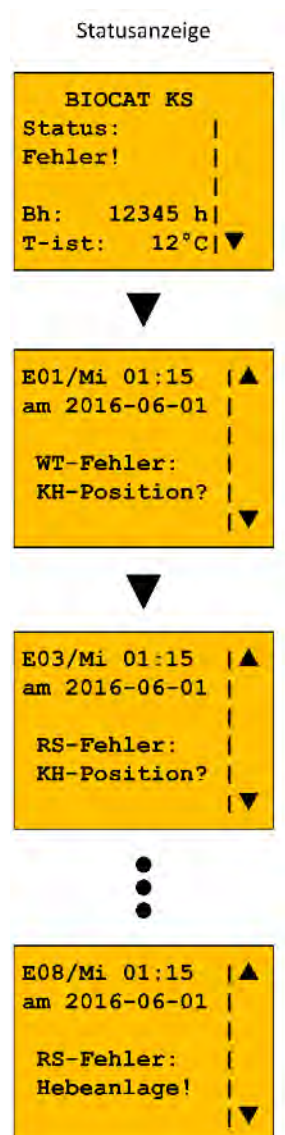 Statusanzeige
BIOCAT KS
Status:
Fehler!
Bh: 12345 h
T-ist: 12°C
E01/Mi 01:15
am 2016-06-01
WT-Fehler:
KH-Position?
E03/Mi 01:15
am 2016-06-01
RS-Fehler:
KH-Position?
E08/Mi 01:15
am 2016-06-01
RS-Fehler:
Hebeanlage!